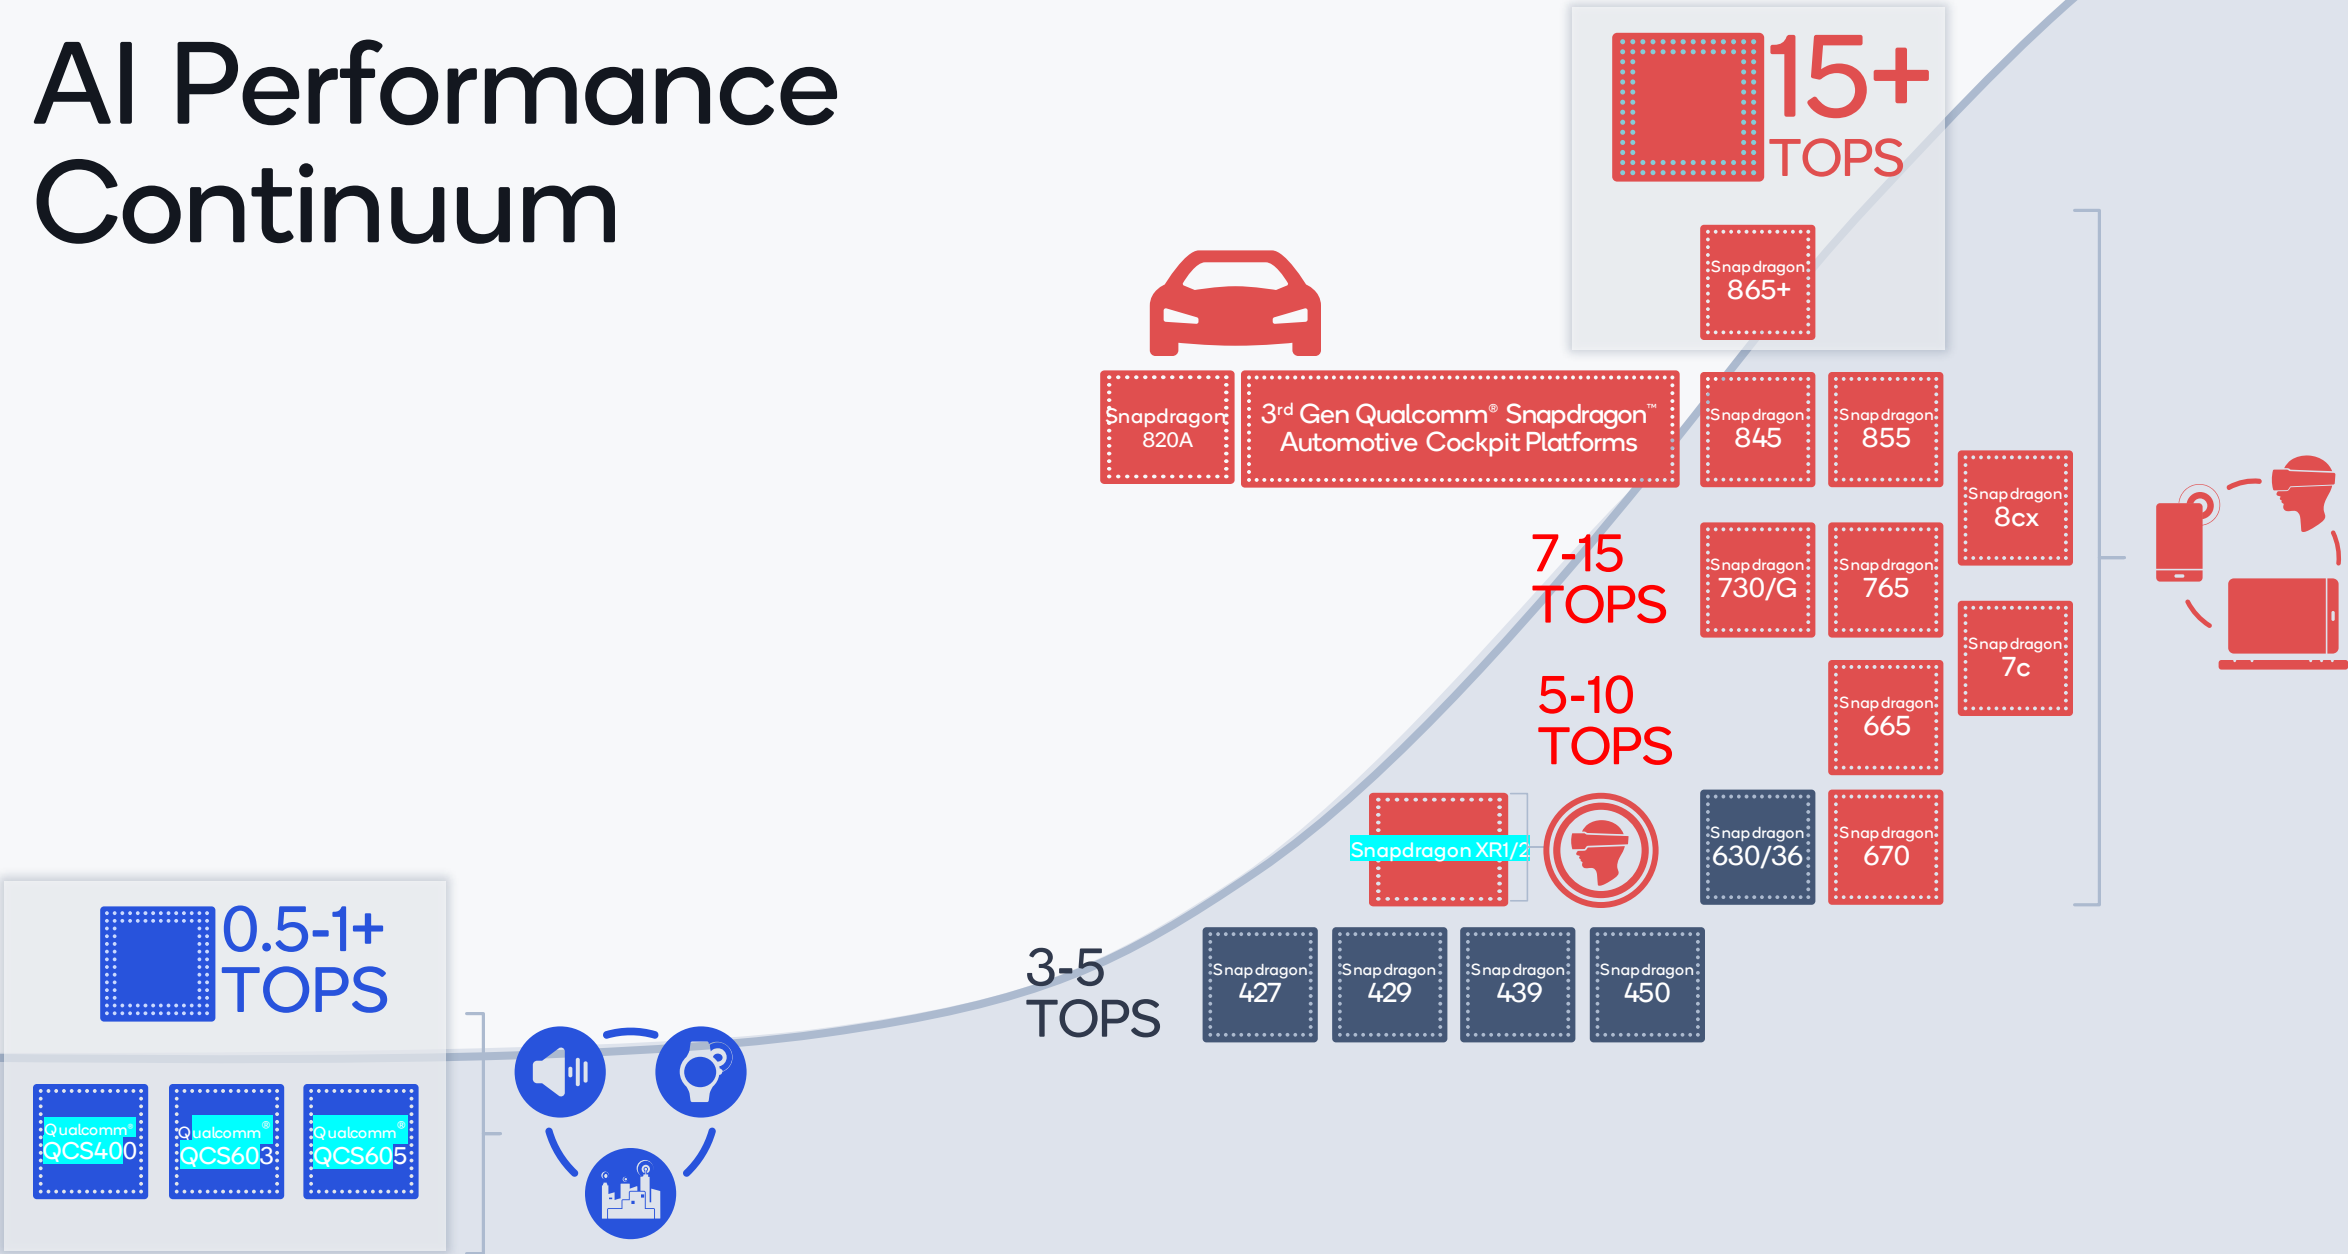 AI Performance
Continuum
15+
TOPS
Snapdragon
865+
Snapdragon
820A
3rd Gen Qualcomm® Snapdragon™
Automotive Cockpit Platforms
Snapdragon
845
Snapdragon
855
Snapdragon
8cx
7-15
TOPS
Snapdragon
730/G
Snapdragon
765
Snapdragon
7c
5-10
TOPS
Snapdragon
665
Snapdragon XR1/2
Snapdragon
630/36
Snapdragon
670
3-5
TOPS
Snapdragon
427
Snapdragon
429
Snapdragon
439
Snapdragon
450
0.5-1+
TOPS
Qualcomm®
QCS400
Qualcomm®
QCS603
Qualcomm®
QCS605